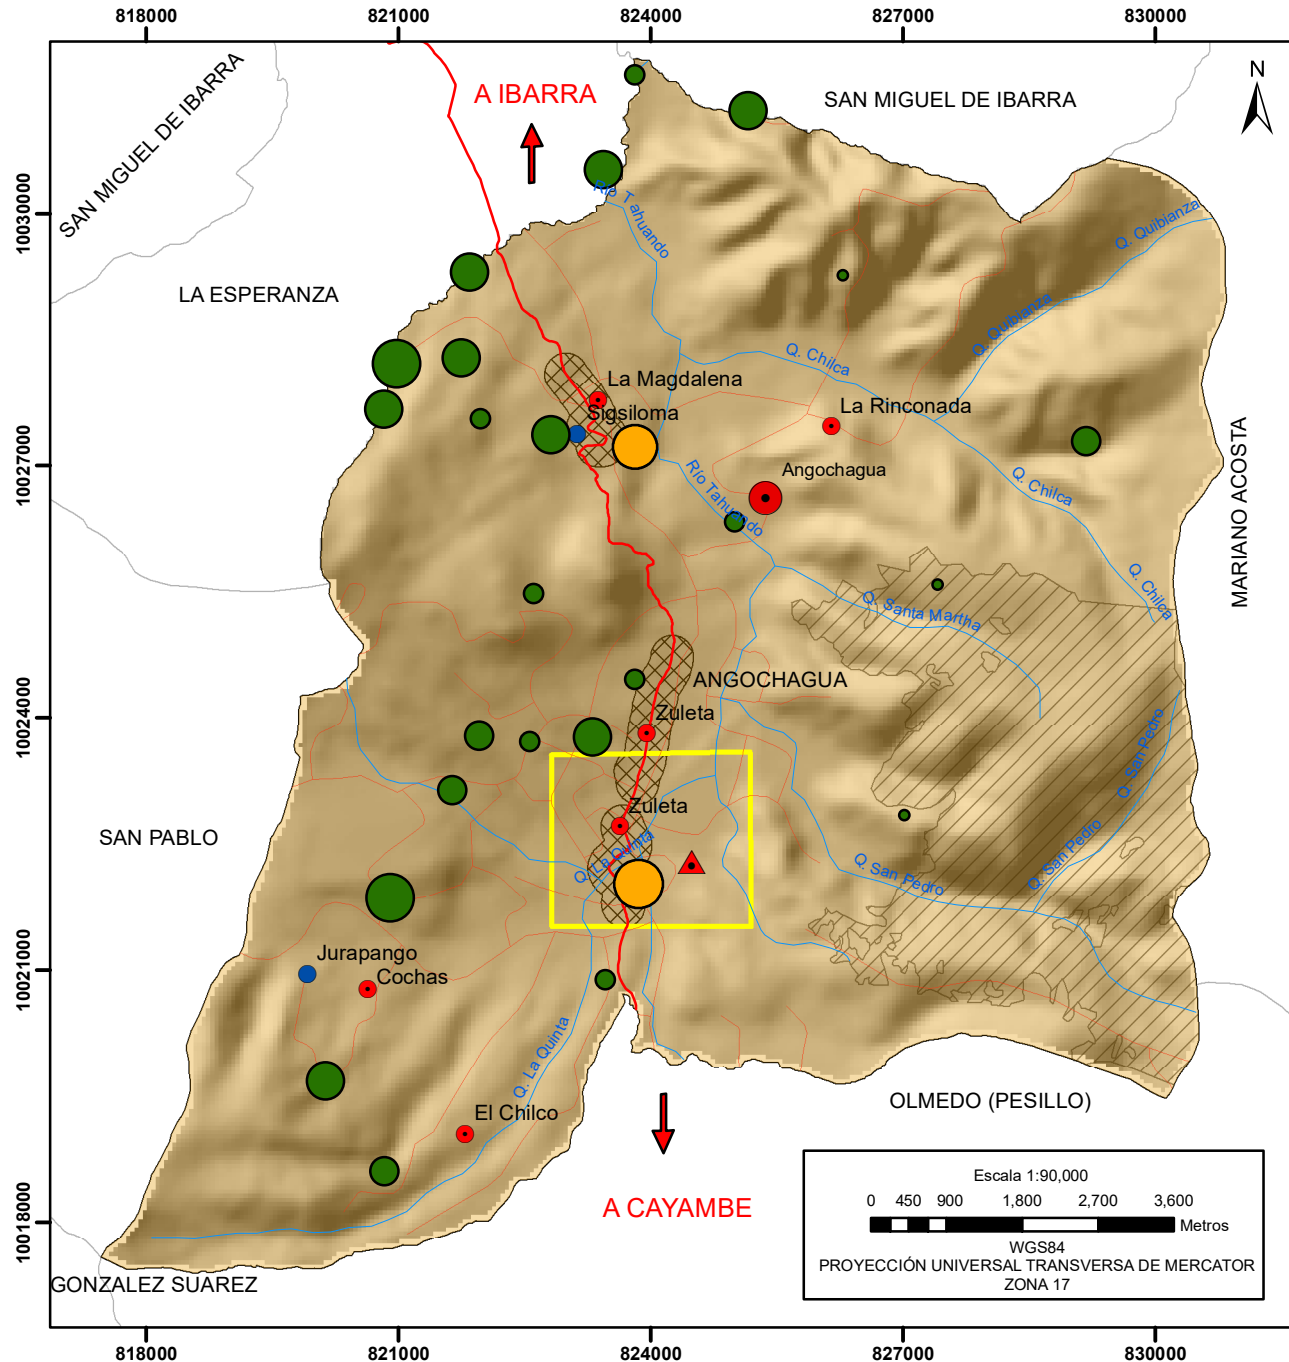 818000 821000 824000 827000 830000
N
A IBARRA
SAN MIGUEL DE IBARRA
SAN MIGUEL DE IBARRA
10030000
Río Tahuando
Q. Quibianza
LA ESPERANZA
Q. Quibianza
Q. Chilca
La Magdalena
Sigsiloma
La Rinconada
10027000
MARIANO ACOSTA
Angochagua
Río Tahuando
Q. Chilca
Q. Chilca
Q. Santa Martha
ANGOCHAGUA
10024000
Zuleta
Q. San Pedro
Zuleta
SAN PABLO
Q. La Quinta
Q. San Pedro
Q. San Pedro
10021000
Jurapango
Cochas
Q. La Quinta
El Chilco
OLMEDO (PESILLO)
A CAYAMBE
10018000
GONZALEZ SUAREZ
Escala 1:90,000
0 450 900 1,800 2,700 3,600
Metros
WGS84
PROYECCIÓN UNIVERSAL TRANSVERSA DE MERCATOR
ZONA 17
818000 821000 824000 827000 830000